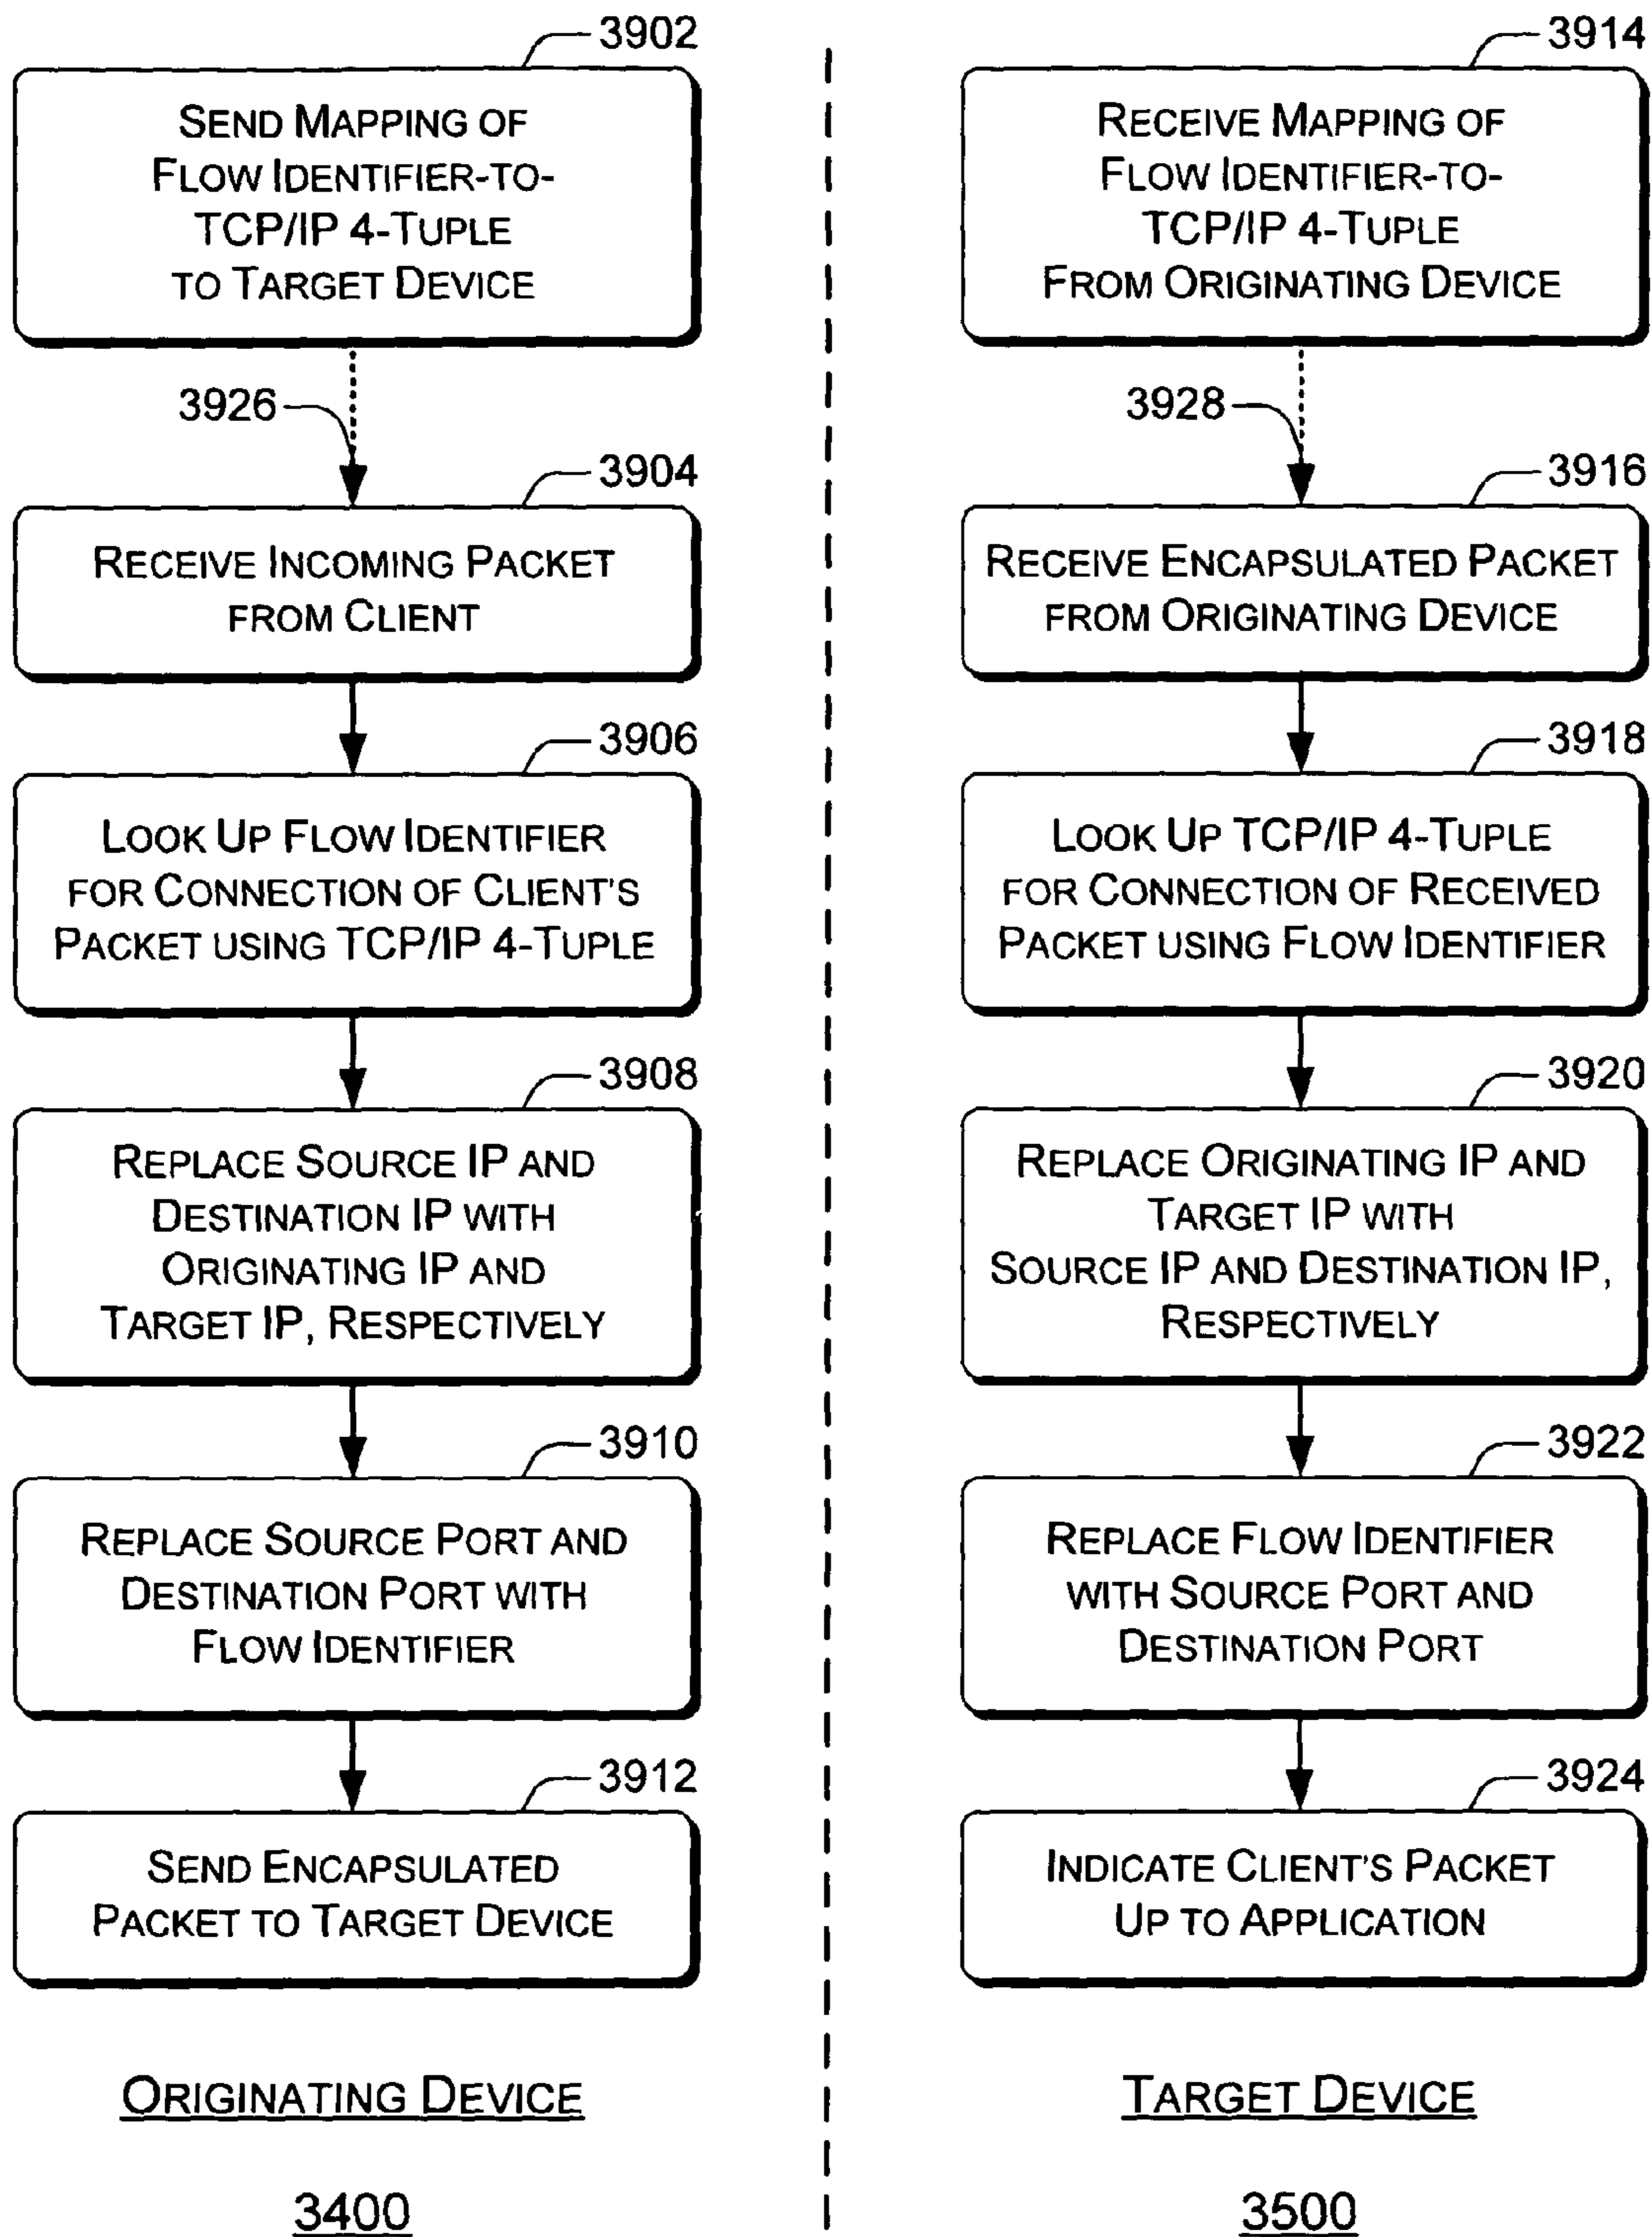 3902
SEND MAPPING OF
FLOW IDENTIFIER-TO-
TCP/IP 4-TUPLE
TO TARGET DEVICE
3926
3904
RECEIVE INCOMING PACKET
FROM CLIENT
3906
LOOK UP FLOW IDENTIFIER
FOR CONNECTION OF CLIENT'S
PACKET USING TCP/IP 4-TUPLE
3908
REPLACE SOURCE IP AND
DESTINATION IP WITH
ORIGINATING IP AND
TARGET IP, RESPECTIVELY
3910
REPLACE SOURCE PORT AND
DESTINATION PORT WITH
FLOW IDENTIFIER
3912
SEND ENCAPSULATED
PACKET TO TARGET DEVICE
ORIGINATING DEVICE
3400
3914
RECEIVE MAPPING OF
FLOW IDENTIFIER-TO-
TCP/IP 4-TUPLE
FROM ORIGINATING DEVICE
3928
3916
RECEIVE ENCAPSULATED PACKET
FROM ORIGINATING DEVICE
3918
LOOK UP TCP/IP 4-TUPLE
FOR CONNECTION OF RECEIVED
PACKET USING FLOW IDENTIFIER
3920
REPLACE ORIGINATING IP AND
TARGET IP WITH
SOURCE IP AND DESTINATION IP,
RESPECTIVELY
3922
REPLACE FLOW IDENTIFIER
WITH SOURCE PORT AND
DESTINATION PORT
3924
INDICATE CLIENT'S PACKET
UP TO APPLICATION
TARGET DEVICE
3500